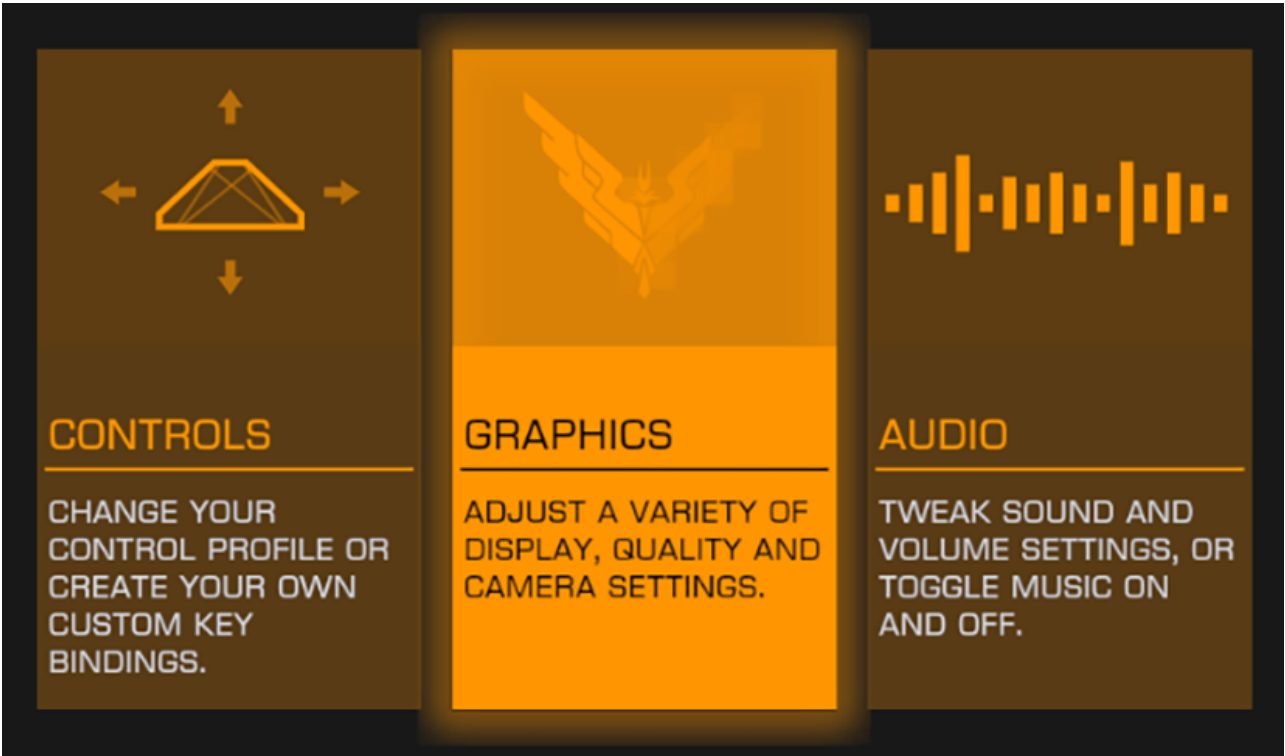 CONTROLS
CHANGE YOUR
CONTROL PROFILE OR
CREATE YOUR OWN
CUSTOM KEY
BINDINGS.
GRAPHICS
ADJUST A VARIETY OF
DISPLAY, QUALITY AND
CAMERA SETTINGS.
AUDIO
TWEAK SOUND AND
VOLUME SETTINGS, OR
TOGGLE MUSIC ON
AND OFF.